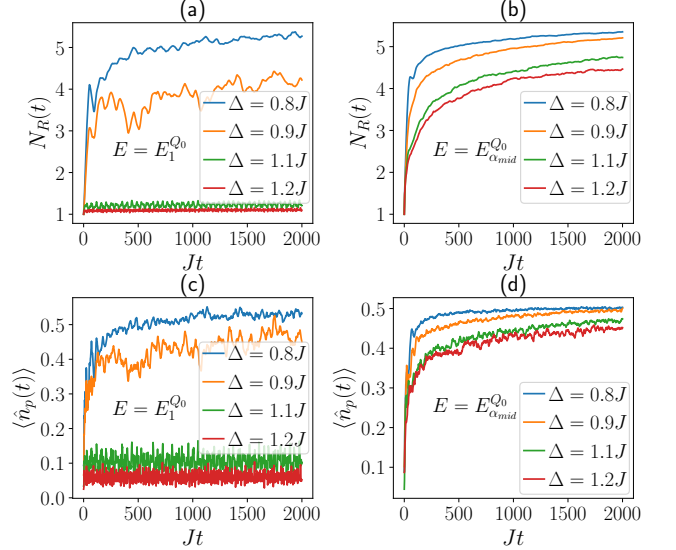 (a)
5
4
3
2
1
N_R(t)
E = E_1^{Q_0}
Δ = 0.8J
Δ = 0.9J
Δ = 1.1J
Δ = 1.2J
0 500 1000 1500 2000
Jt
(b)
5
4
3
2
1
N_R(t)
E = E_{α_{mid}}^{Q_0}
Δ = 0.8J
Δ = 0.9J
Δ = 1.1J
Δ = 1.2J
0 500 1000 1500 2000
Jt
(c)
0.5
0.4
0.3
0.2
0.1
0.0
⟨n̂_p(t)⟩
E = E_1^{Q_0}
Δ = 0.8J
Δ = 0.9J
Δ = 1.1J
Δ = 1.2J
0 500 1000 1500 2000
Jt
(d)
0.5
0.4
0.3
0.2
0.1
⟨n̂_p(t)⟩
E = E_{α_{mid}}^{Q_0}
Δ = 0.8J
Δ = 0.9J
Δ = 1.1J
Δ = 1.2J
0 500 1000 1500 2000
Jt